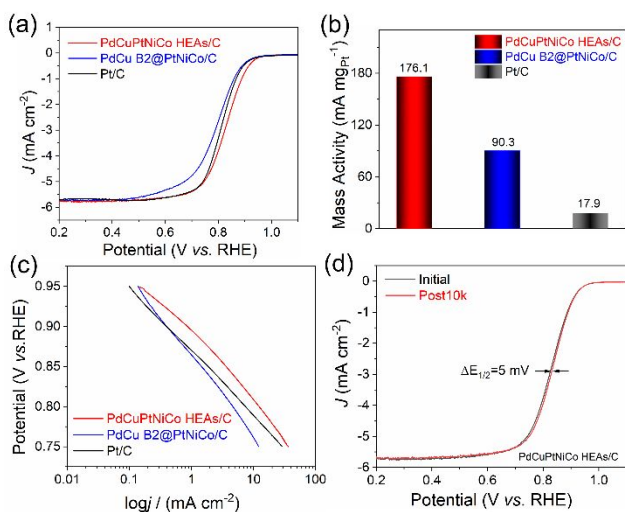 (a)
PdCuPtNiCo HEAs/C
PdCu B2@PtNiCo/C
Pt/C
J (mA cm⁻²)
0
-1
-2
-3
-4
-5
-6
0.2 0.4 0.6 0.8 1.0
Potential (V vs. RHE)
(b)
PdCuPtNiCo HEAs/C
PdCu B2@PtNiCo/C
Pt/C
Mass Activity (mA mgPt⁻¹)
180
120
60
0
176.1
90.3
17.9
(c)
Potential (V vs.RHE)
0.95
0.90
0.85
0.80
0.75
PdCuPtNiCo HEAs/C
PdCu B2@PtNiCo/C
Pt/C
0.01 0.1 1 10 100
logj / (mA cm⁻²)
(d)
Initial
Post10k
J (mA cm⁻²)
0
-1
-2
-3
-4
-5
-6
ΔE1/2=5 mV
PdCuPtNiCo HEAs/C
0.2 0.4 0.6 0.8 1.0
Potential (V vs. RHE)